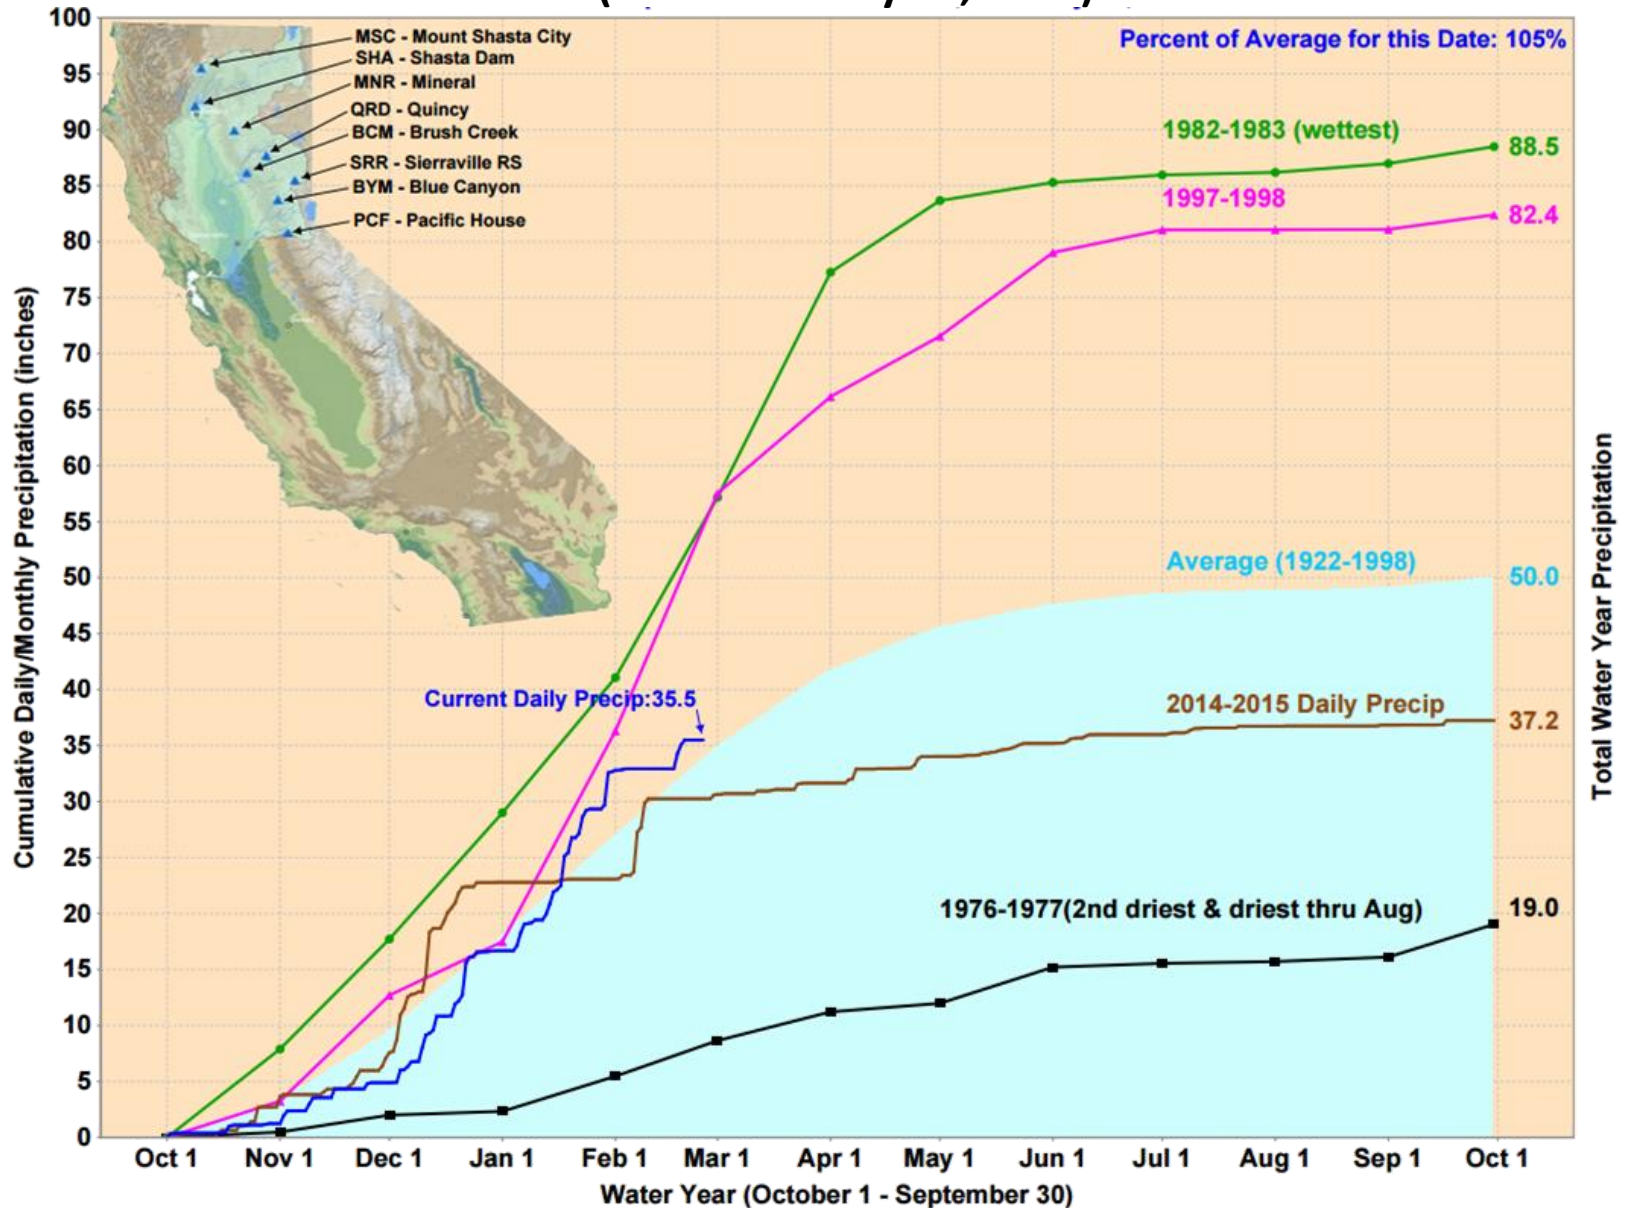 Percent of Average for this Date: 105%
MSC - Mount Shasta City
SHA - Shasta Dam
MNR - Mineral
QRD - Quincy
BCM - Brush Creek
SRR - Sierraville RS
BYM - Blue Canyon
PCF - Pacific House
1982-1983 (wettest)
88.5
1997-1998
82.4
Average (1922-1998)
50.0
Current Daily Precip:35.5
2014-2015 Daily Precip
37.2
1976-1977(2nd driest & driest thru Aug)
19.0
Cumulative Daily/Monthly Precipitation (inches)
100
95
90
85
80
75
70
65
60
55
50
45
40
35
30
25
20
15
10
5
0
Total Water Year Precipitation
Oct 1 Nov 1 Dec 1 Jan 1 Feb 1 Mar 1 Apr 1 May 1 Jun 1 Jul 1 Aug 1 Sep 1 Oct 1
Water Year (October 1 - September 30)